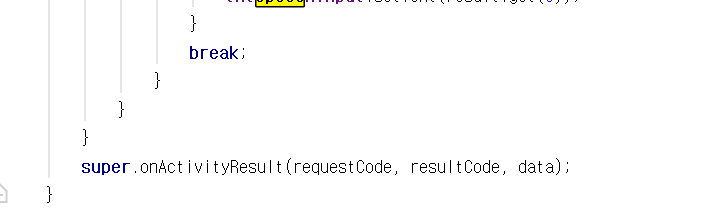 }
break;
}
}
}
super.onActivityResult(requestCode, resultCode, data);
}